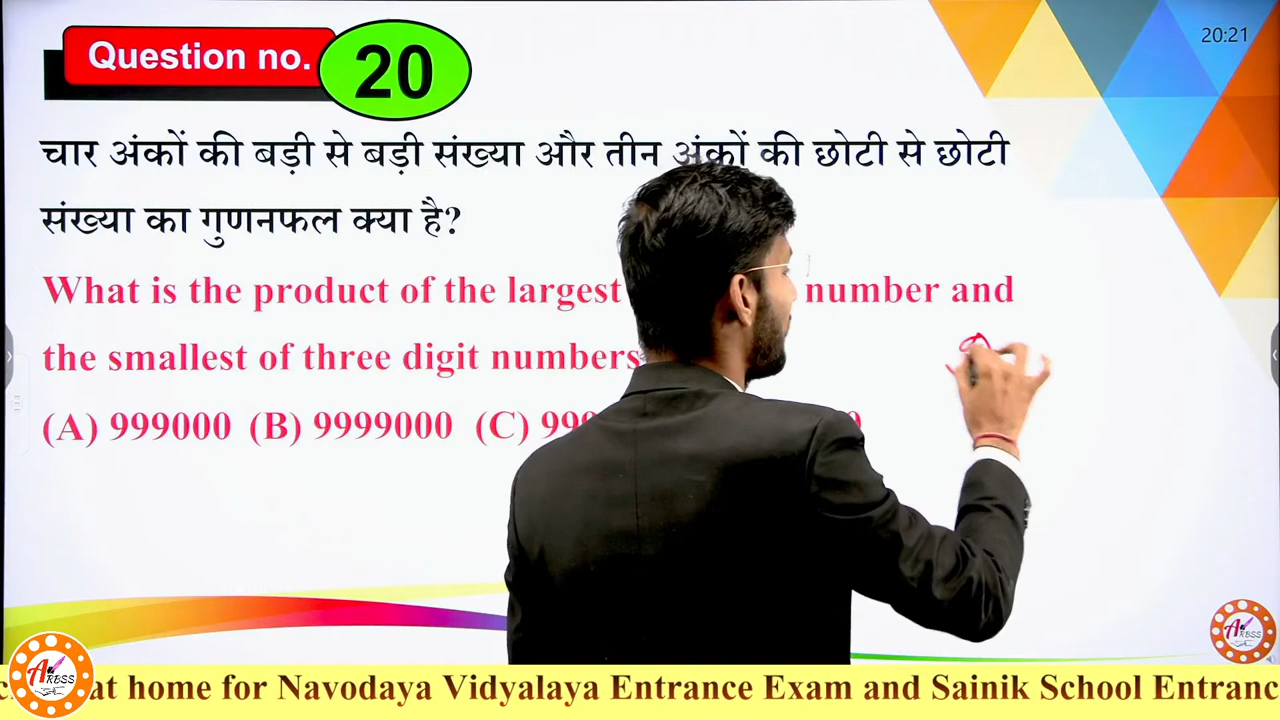 Question no. 20
20:21
चार अंकों की बड़ी से बड़ी संख्या और तीन अंकों की छोटी से छोटी
संख्या का गुणनफल क्या है?
What is the product of the largest number and
the smallest of three digit numbers
(A) 999000 (B) 9999000 (C)
at home for Navodaya Vidyalaya Entrance Exam and Sainik School